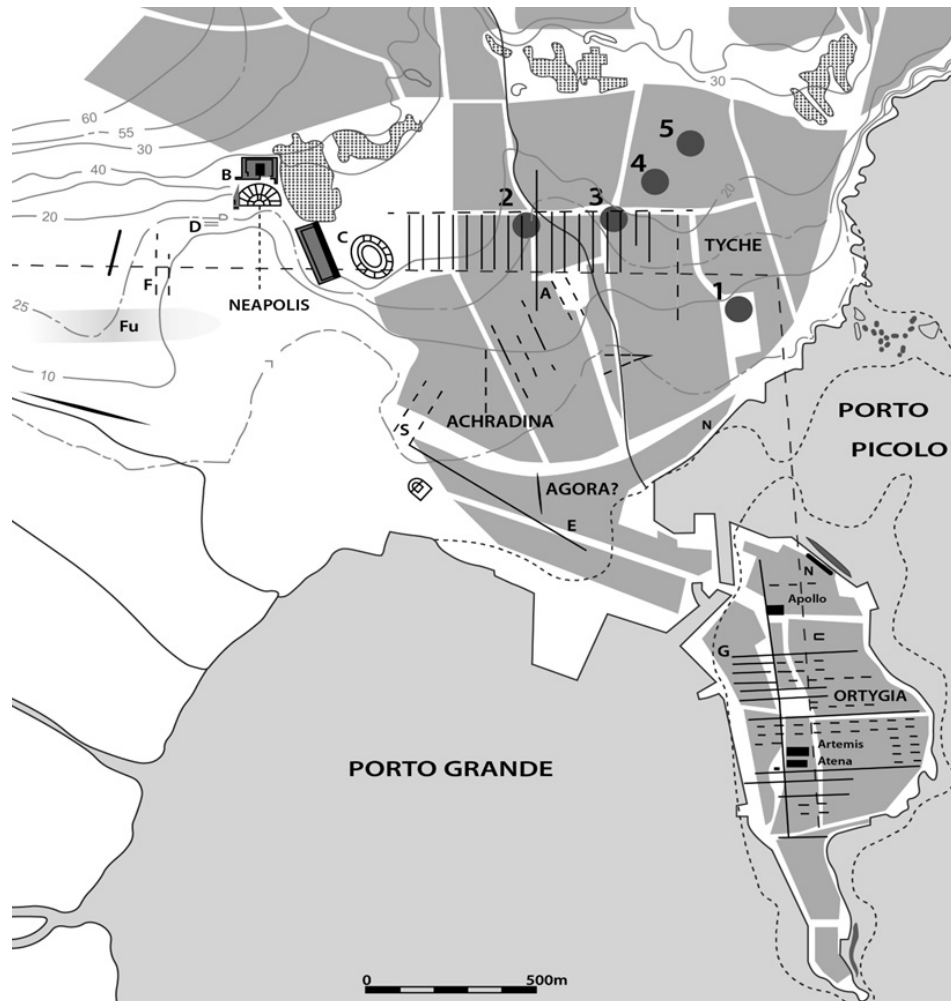 60
55
30
30
40
20
B
D
C
2
3
4
5
20
TYCHE
F
NEAPOLIS
A
1
25
Fu
10
ACHRADINA
S
N
PORTO
PICOLO
AGORA?
E
N
Apollo
G
ORTYGIA
Artemis
Atena
PORTO GRANDE
0 500m